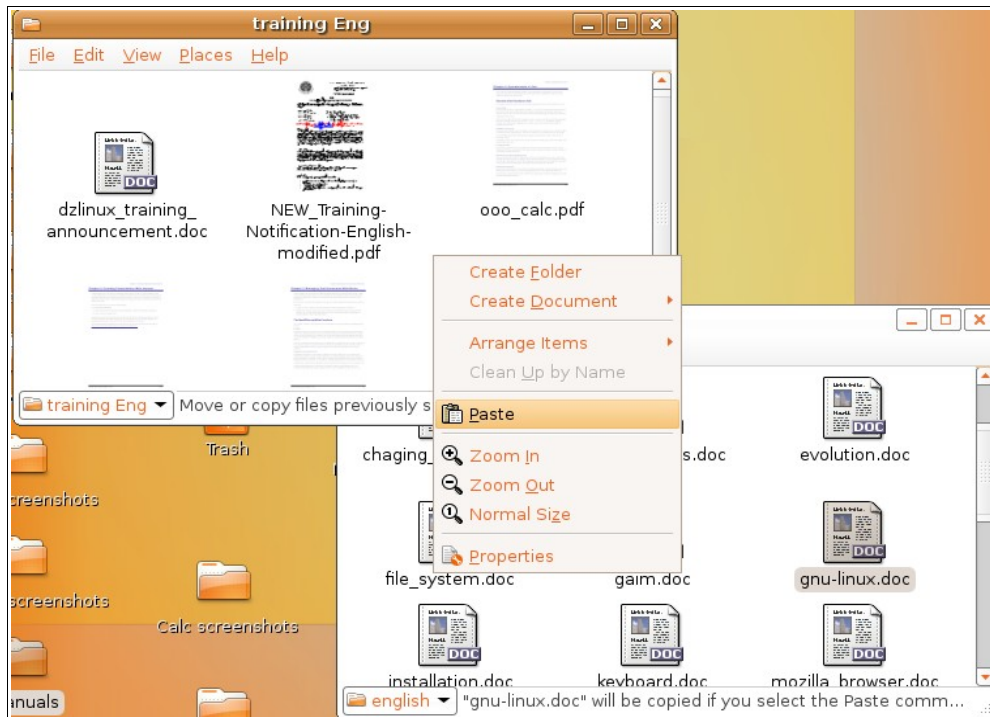 training Eng
File Edit View Places Help
dzlinux_training_
announcement.doc
NEW_Training-
Notification-English-
modified.pdf
ooo_calc.pdf
training Eng
Move or copy files previously s
Create Folder
Create Document
Arrange Items
Clean Up by Name
Paste
Zoom In
Zoom Out
Normal Size
Properties
Trash
reenshots
screenshots
Calc screenshots
anuals
chaging_
s.doc
evolution.doc
file_system.doc
gaim.doc
gnu-linux.doc
installation.doc
keyboard.doc
mozilla_browser.doc
english
"gnu-linux.doc" will be copied if you select the Paste comm...